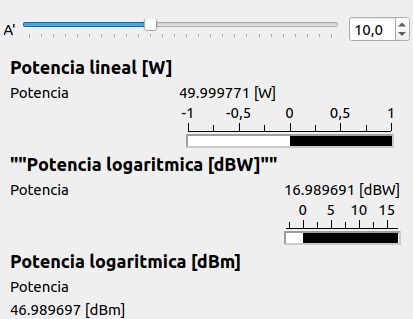 A' 10,0
Potencia lineal [W]
Potencia 49.999771 [W]
-1 -0,5 0 0,5 1
""Potencia logaritmica [dBW]""
Potencia 16.989691 [dBW]
0 5 10 15
Potencia logaritmica [dBm]
Potencia
46.989697 [dBm]